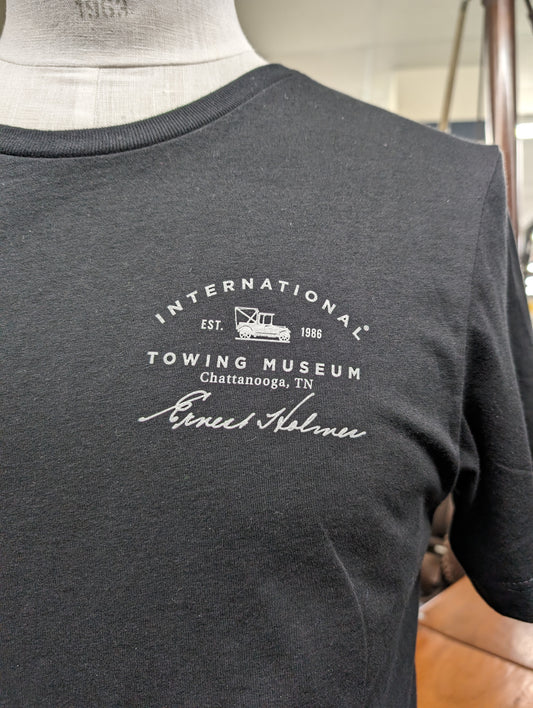 INTERNATIONAL®
EST. 1986
TOWING MUSEUM
Chattanooga, TN
Ernest Holmes